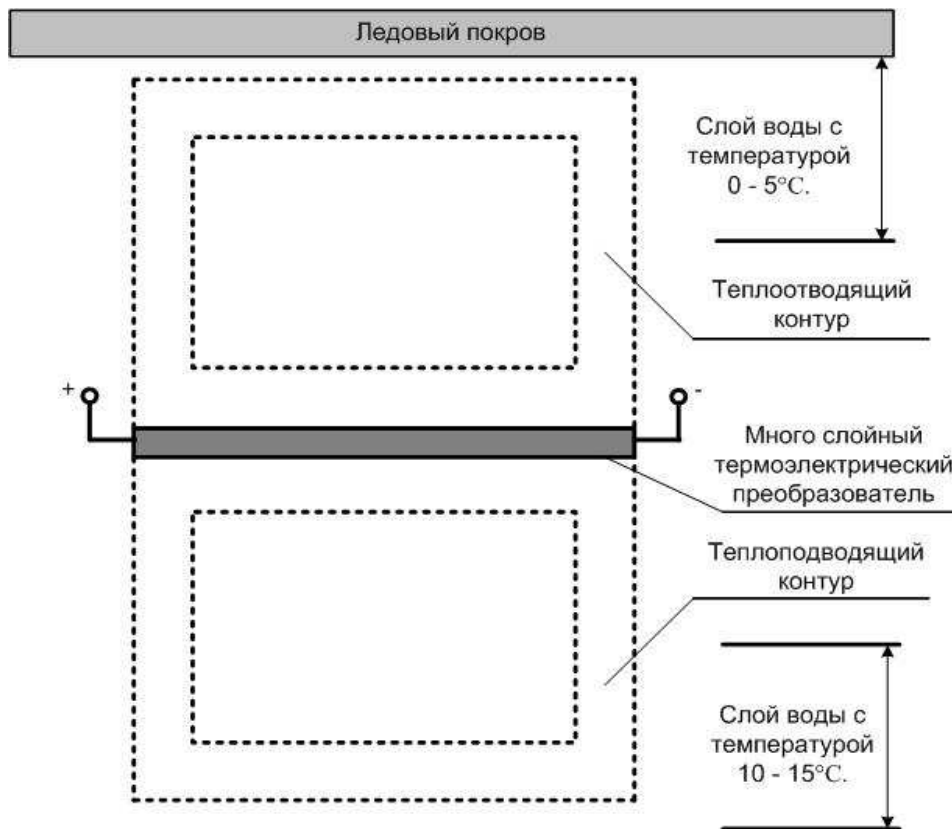 Ледовый покров
Слой воды с
температурой
0 - 5°C.
Теплоотводящий
контур
+
-
Много слойный
термоэлектрический
преобразователь
Теплоподводящий
контур
Слой воды с
температурой
10 - 15°C.